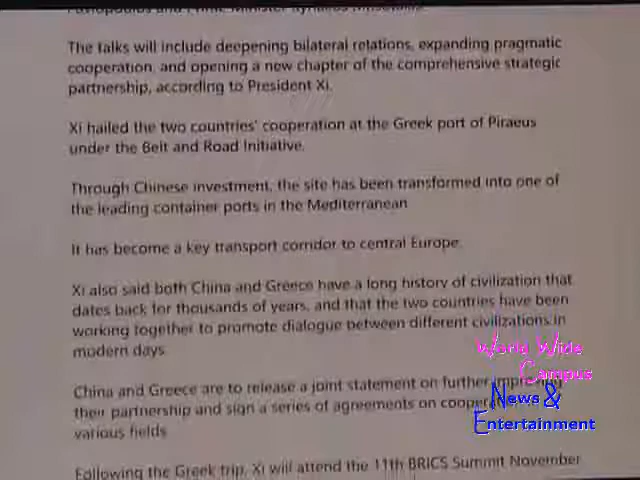 Pavlopoulos and Prime Minister Kyriakos Mitsotakis.
The talks will include deepening bilateral relations, expanding pragmatic
cooperation, and opening a new chapter of the comprehensive strategic
partnership, according to President Xi.
Xi hailed the two countries' cooperation at the Greek port of Piraeus
under the Belt and Road Initiative.
Through Chinese investment, the site has been transformed into one of
the leading container ports in the Mediterranean
It has become a key transport corridor to central Europe.
Xi also said both China and Greece have a long history of civilization that
dates back for thousands of years, and that the two countries have been
working together to promote dialogue between different civilizations in
modern days
China and Greece are to release a joint statement on further improving
their partnership and sign a series of agreements on
various fields
Following the Greek trip, Xi will attend the 11th BRICS Summit November
World Wide
Campus
News &
Entertainment